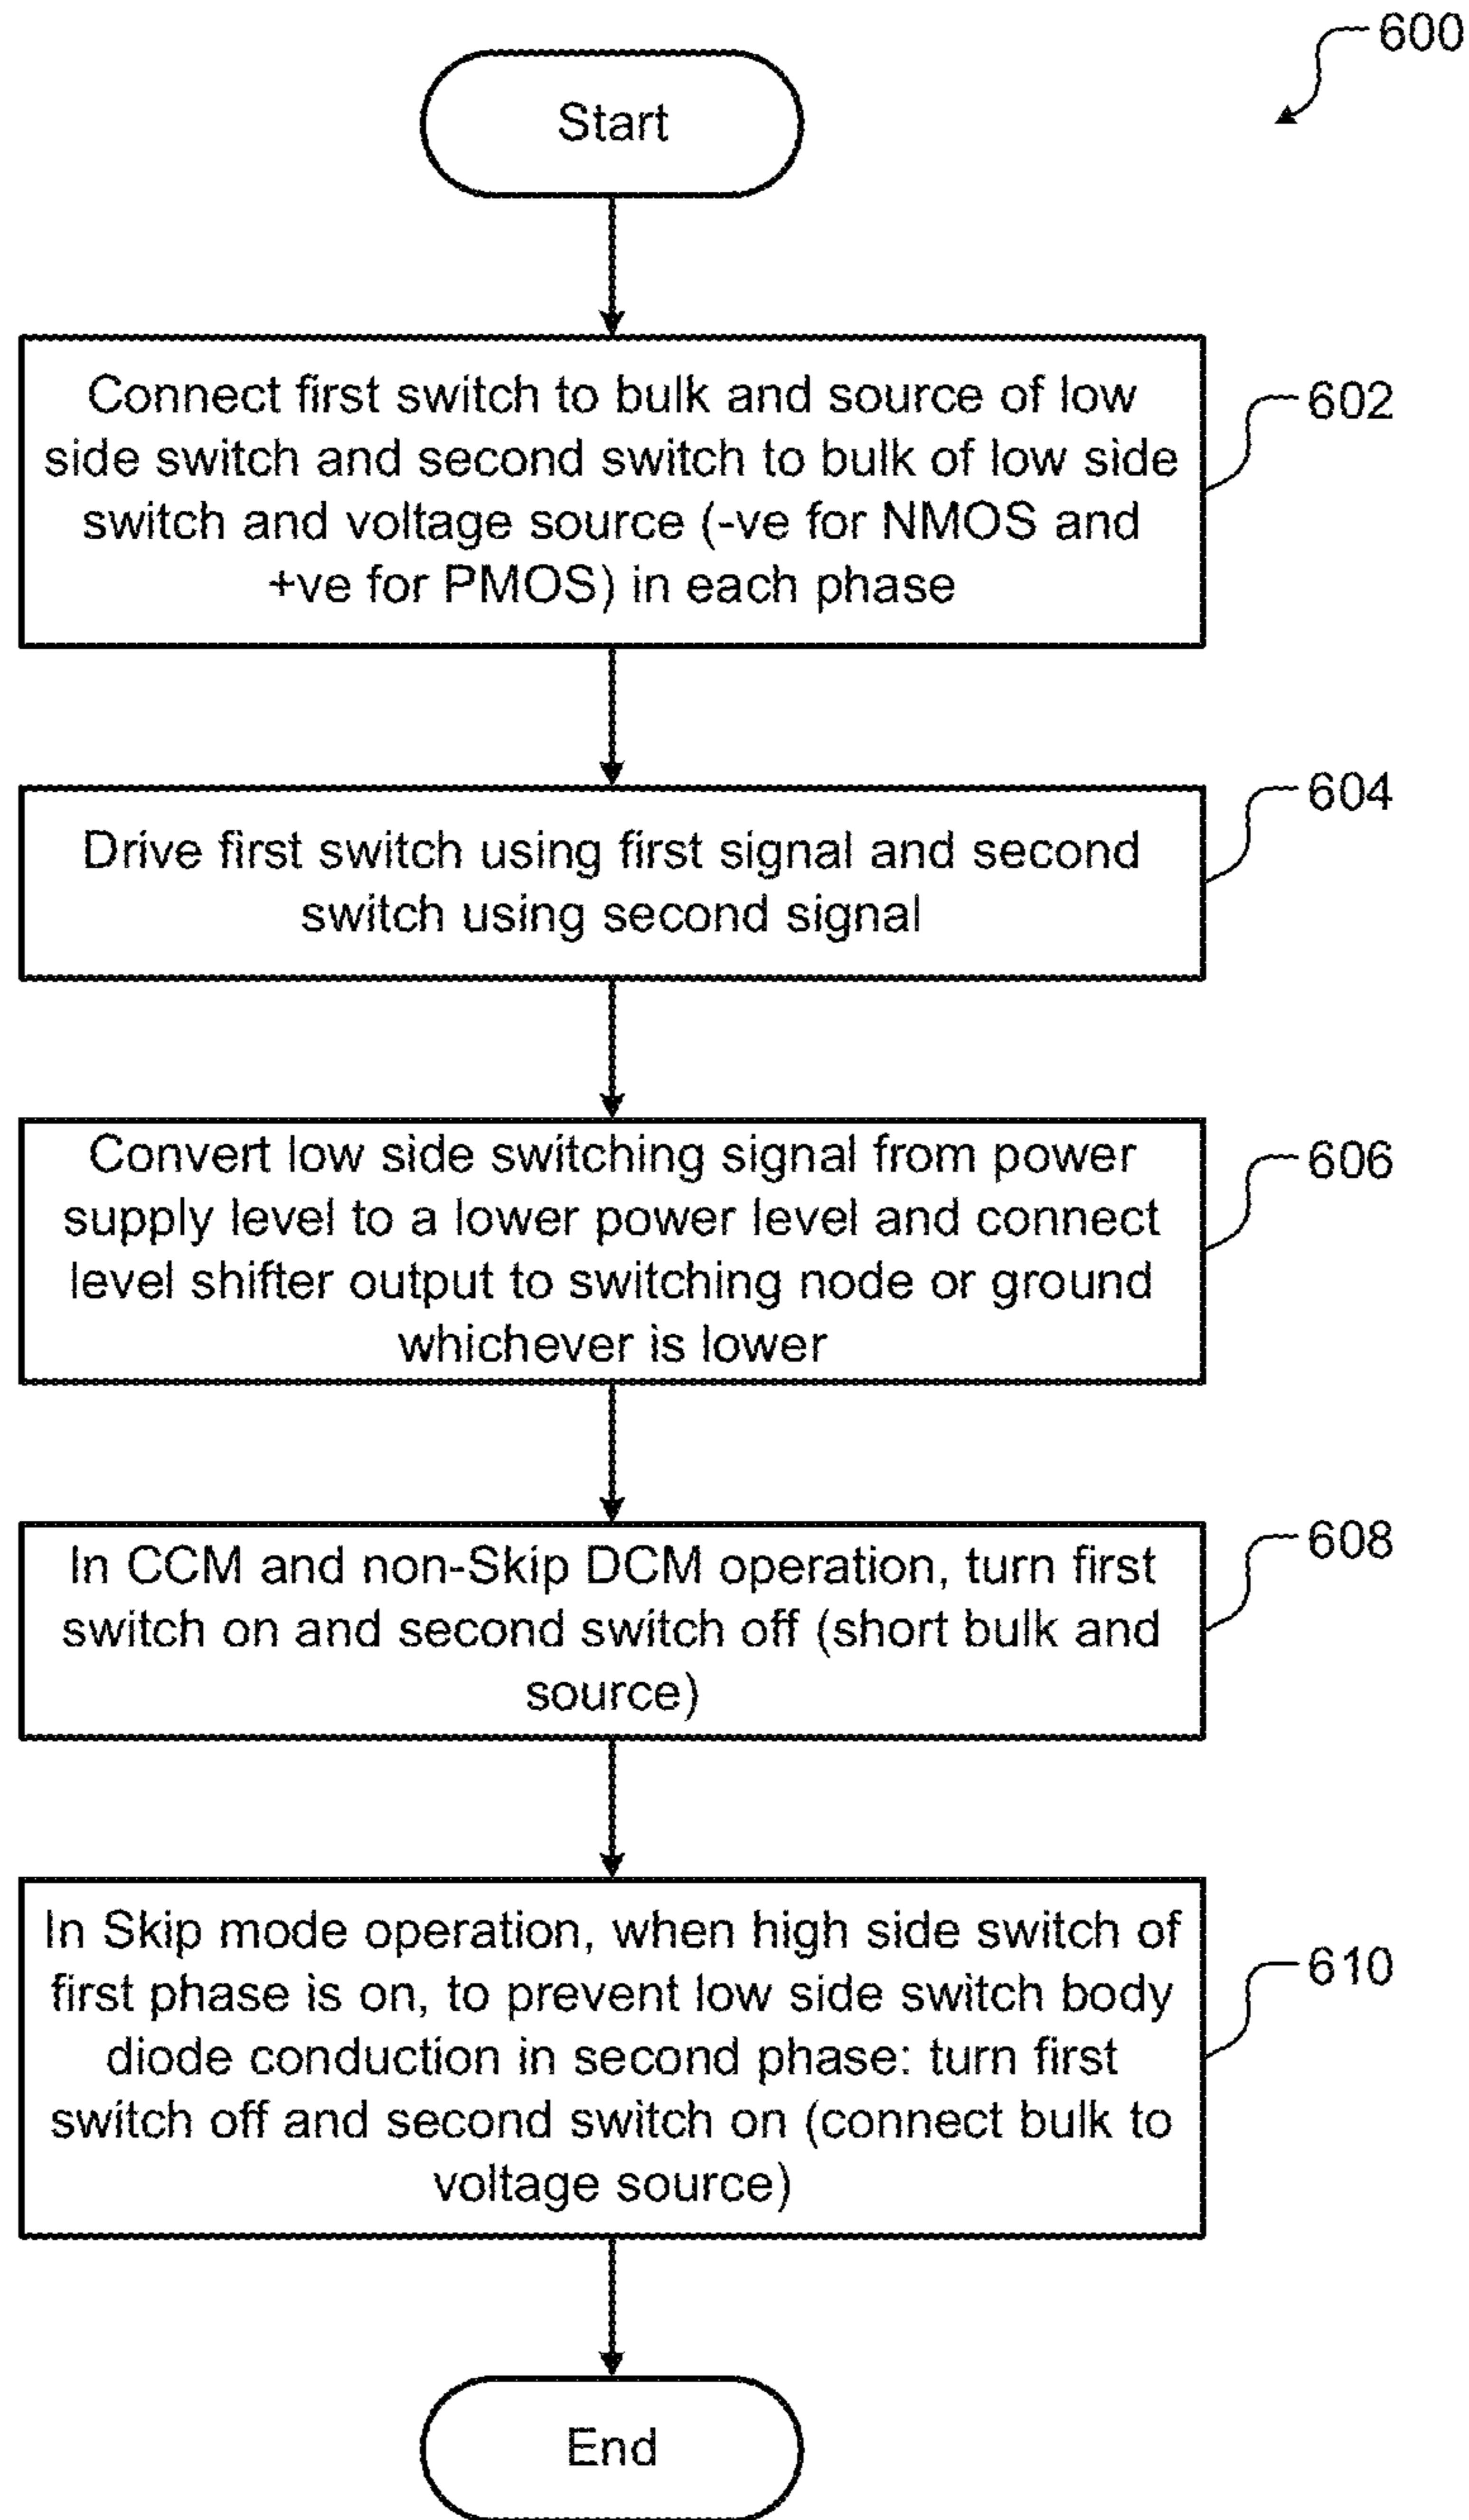 600
Start
Connect first switch to bulk and source of low
side switch and second switch to bulk of low side
switch and voltage source (-ve for NMOS and
+ve for PMOS) in each phase
602
Drive first switch using first signal and second
switch using second signal
604
Convert low side switching signal from power
supply level to a lower power level and connect
level shifter output to switching node or ground
whichever is lower
606
In CCM and non-Skip DCM operation, turn first
switch on and second switch off (short bulk and
source)
608
In Skip mode operation, when high side switch of
first phase is on, to prevent low side switch body
diode conduction in second phase: turn first
switch off and second switch on (connect bulk to
voltage source)
610
End